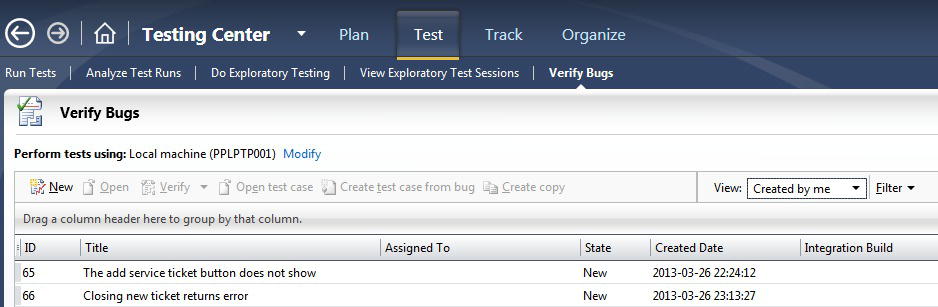 Testing Center Plan Test Track Organize
Run Tests Analyze Test Runs Do Exploratory Testing View Exploratory Test Sessions Verify Bugs
Verify Bugs
Perform tests using: Local machine (PPLPTP001) Modify
New Open Verify Open test case Create test case from bug Create copy View: Created by me Filter
Drag a column header here to group by that column.
ID Title Assigned To State Created Date Integration Build
65 The add service ticket button does not show New 2013-03-26 22:24:12
66 Closing new ticket returns error New 2013-03-26 23:13:27